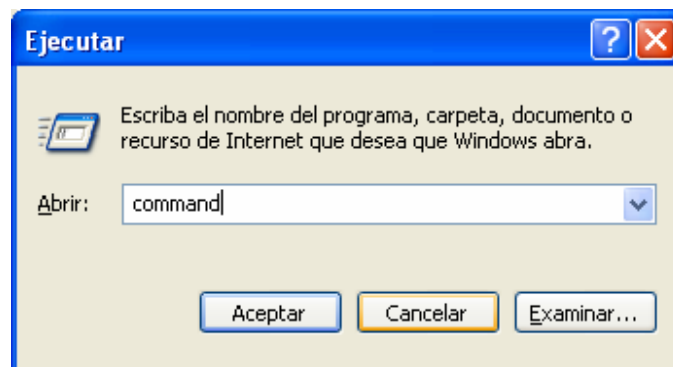 Ejecutar
Escriba el nombre del programa, carpeta, documento o
recurso de Internet que desea que Windows abra.
Abrir: command
Aceptar Cancelar Examinar...